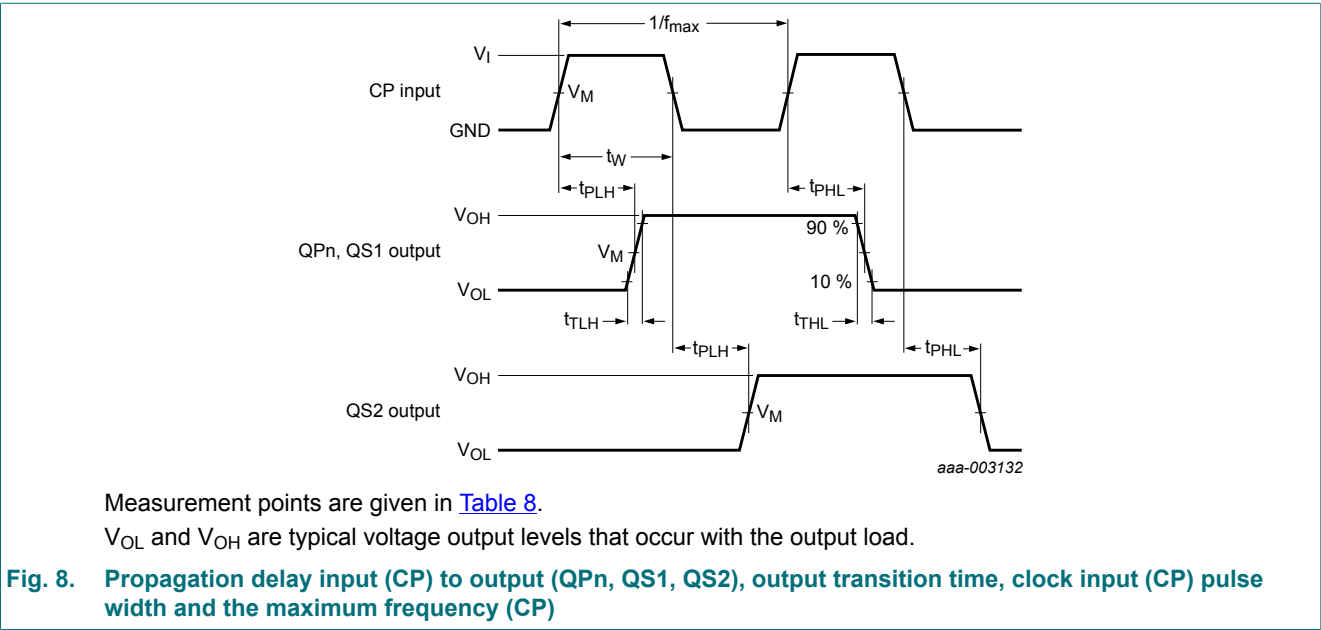 1/fmax
VI
CP input
VM
GND
tW
tPLH
tPHL
VOH
90 %
QPn, QS1 output
VM
10 %
VOL
tTLH
tTHL
tPLH
tPHL
VOH
QS2 output
VM
VOL
aaa-003132
Measurement points are given in Table 8.
VOL and VOH are typical voltage output levels that occur with the output load.
Fig. 8. Propagation delay input (CP) to output (QPn, QS1, QS2), output transition time, clock input (CP) pulse
width and the maximum frequency (CP)